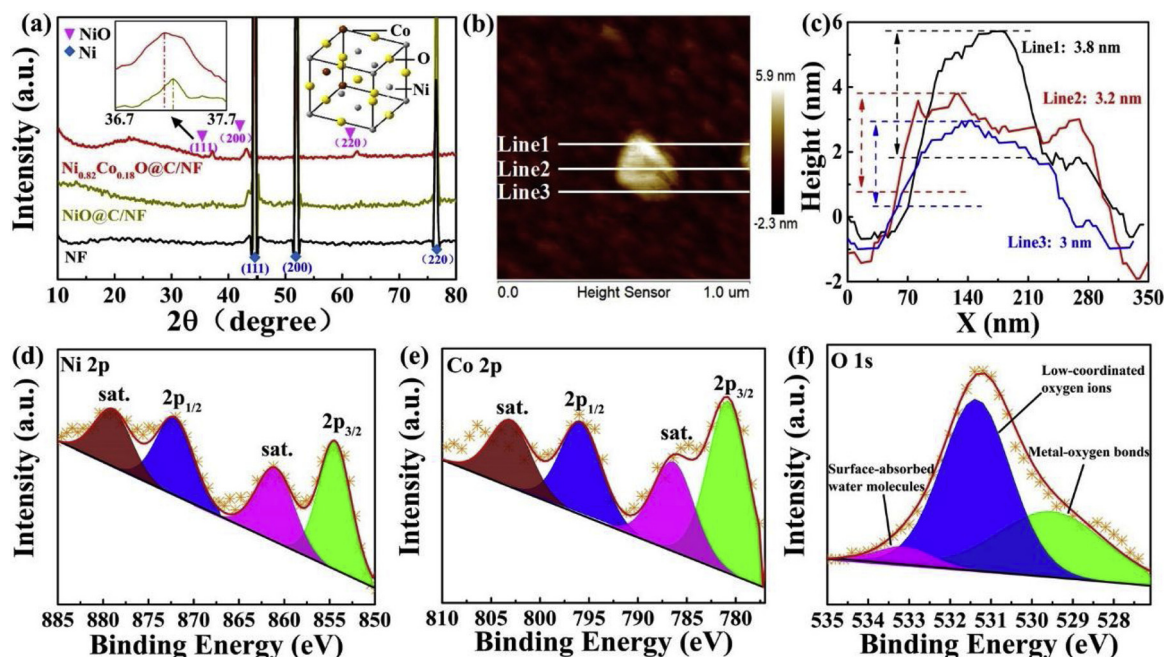 (a)
NiO
Ni
36.7 37.7
Co
O
Ni
(111)
(200)
(220)
Ni0.82Co0.18O@C/NF
NiO@C/NF
NF
(111)
(200)
(220)
Intensity (a.u.)
10 20 30 40 50 60 70 80
2θ (degree)
(b)
Line1
Line2
Line3
5.9 nm
-2.3 nm
0.0 Height Sensor 1.0 um
(c)
Line1: 3.8 nm
Line2: 3.2 nm
Line3: 3 nm
Height (nm)
6
4
2
0
-2
0 70 140 210 280 350
X (nm)
(d)
Ni 2p
sat.
2p1/2
sat.
2p3/2
Intensity (a.u.)
885 880 875 870 865 860 855 850
Binding Energy (eV)
(e)
Co 2p
sat.
2p1/2
sat.
2p3/2
Intensity (a.u.)
810 800 790 780
Binding Energy (eV)
(f)
O 1s
Low-coordinated
oxygen ions
Metal-oxygen bonds
Surface-absorbed
water molecules
Intensity (a.u.)
535 534 533 532 531 530 529 528
Binding Energy (eV)